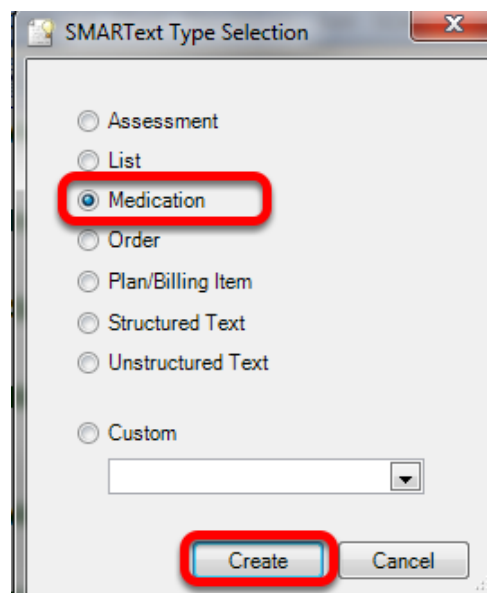 SMARText Type Selection
Assessment
List
Medication
Order
Plan/Billing Item
Structured Text
Unstructured Text
Custom
Create Cancel